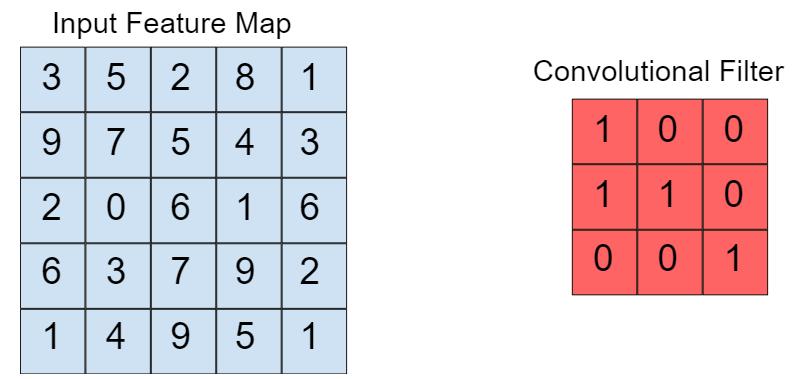 Input Feature Map
3 5 2 8 1
9 7 5 4 3
2 0 6 1 6
6 3 7 9 2
1 4 9 5 1
Convolutional Filter
1 0 0
1 1 0
0 0 1